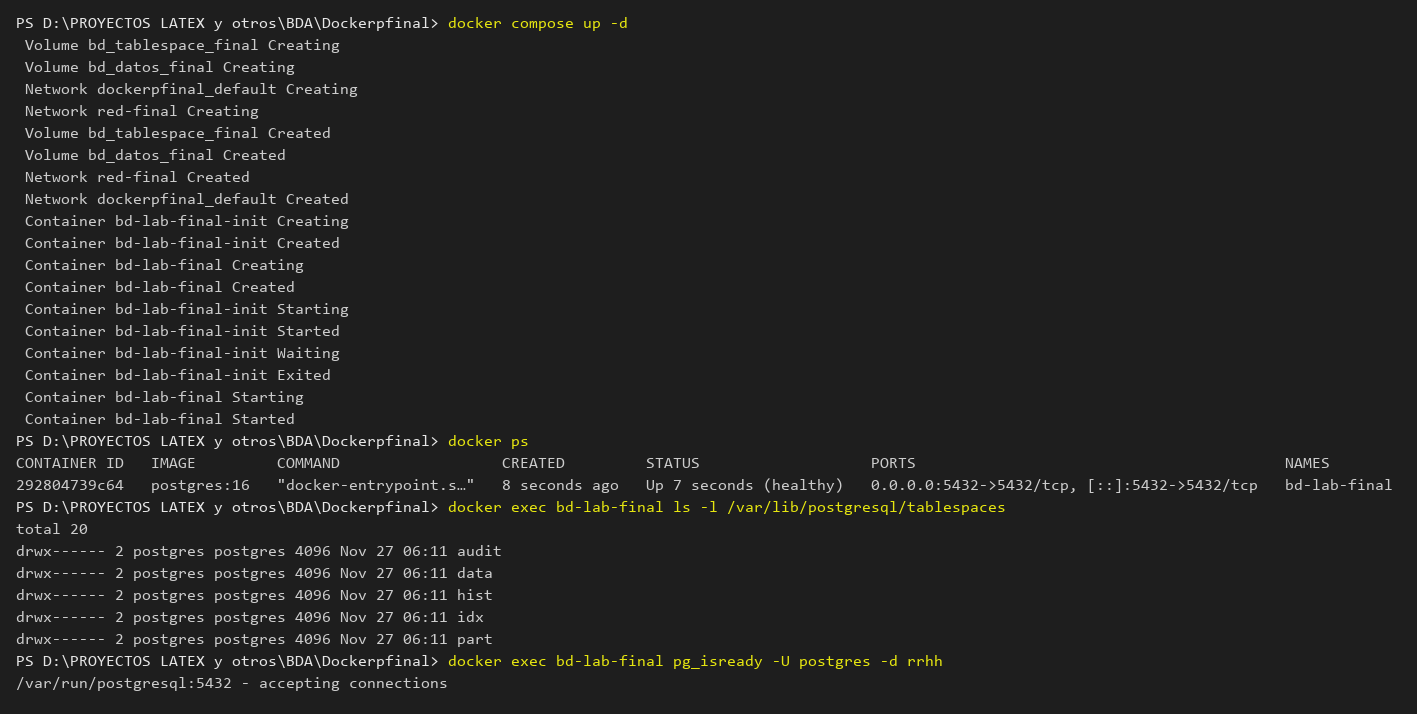 PS D:\PROYECTOS LATEX y otros\BDA\Dockerpfinal> docker compose up -d
Volume bd_tablespace_final Creating
Volume bd_datos_final Creating
Network dockerpfinal_default Creating
Network red-final Creating
Volume bd_tablespace_final Created
Volume bd_datos_final Created
Network red-final Created
Network dockerpfinal_default Created
Container bd-lab-final-init Creating
Container bd-lab-final-init Created
Container bd-lab-final Creating
Container bd-lab-final Created
Container bd-lab-final-init Starting
Container bd-lab-final-init Started
Container bd-lab-final-init Waiting
Container bd-lab-final-init Exited
Container bd-lab-final Starting
Container bd-lab-final Started
PS D:\PROYECTOS LATEX y otros\BDA\Dockerpfinal> docker ps
CONTAINER ID   IMAGE         COMMAND                  CREATED         STATUS                   PORTS                                         NAMES
292804739c64   postgres:16   "docker-entrypoint.s…"   8 seconds ago   Up 7 seconds (healthy)   0.0.0.0:5432->5432/tcp, [::]:5432->5432/tcp   bd-lab-final
PS D:\PROYECTOS LATEX y otros\BDA\Dockerpfinal> docker exec bd-lab-final ls -l /var/lib/postgresql/tablespaces
total 20
drwx------ 2 postgres postgres 4096 Nov 27 06:11 audit
drwx------ 2 postgres postgres 4096 Nov 27 06:11 data
drwx------ 2 postgres postgres 4096 Nov 27 06:11 hist
drwx------ 2 postgres postgres 4096 Nov 27 06:11 idx
drwx------ 2 postgres postgres 4096 Nov 27 06:11 part
PS D:\PROYECTOS LATEX y otros\BDA\Dockerpfinal> docker exec bd-lab-final pg_isready -U postgres -d rrhh
/var/run/postgresql:5432 - accepting connections